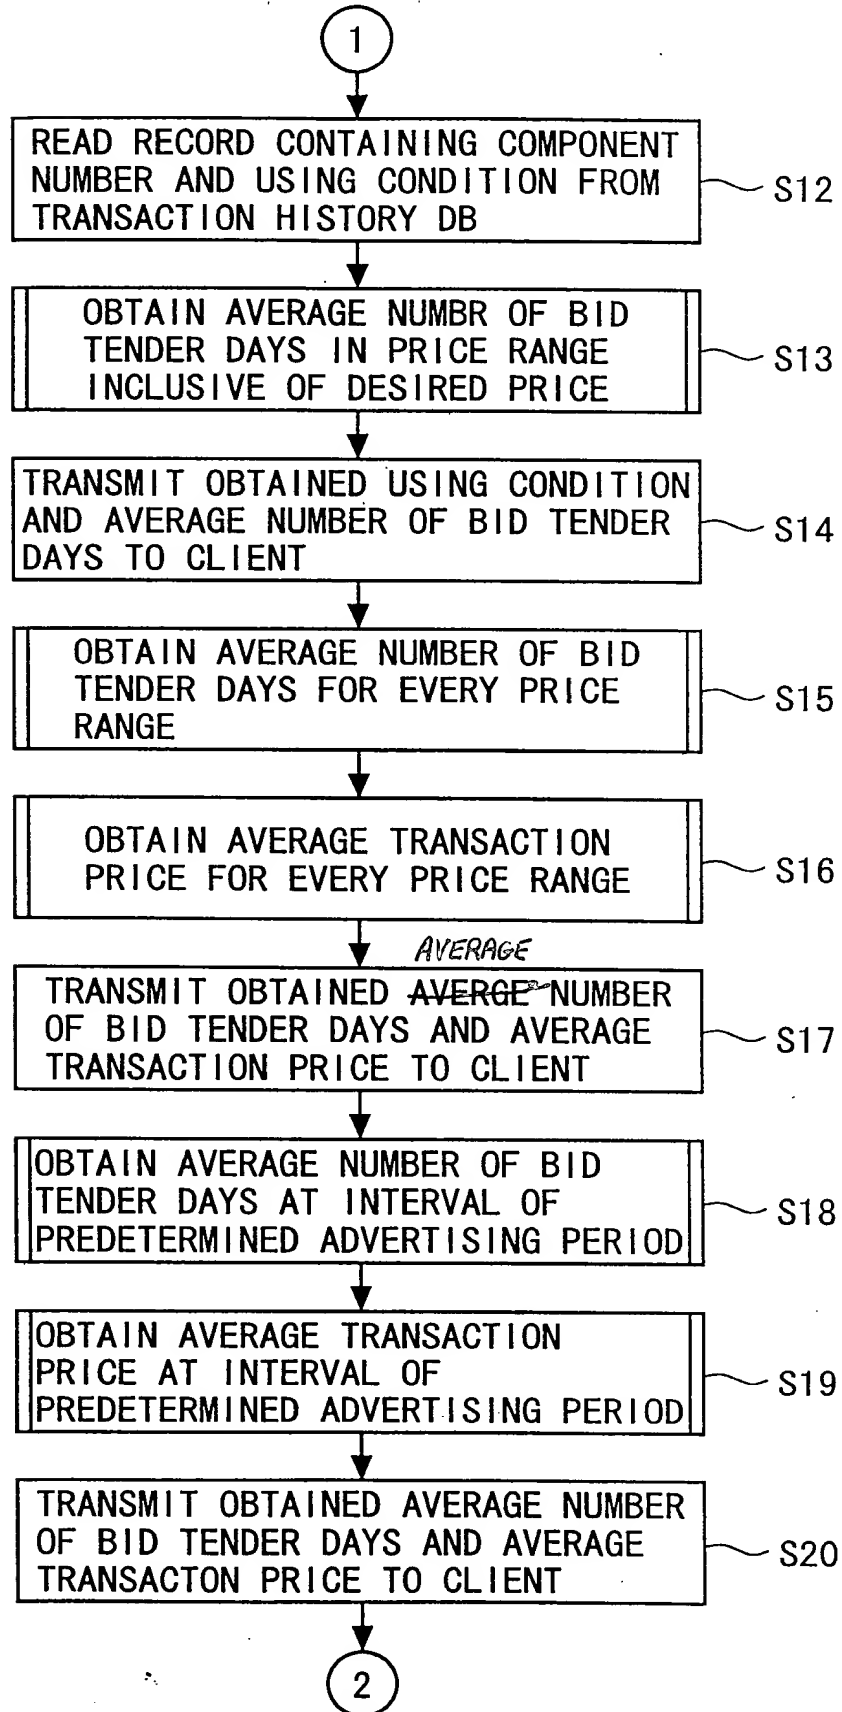 1
READ RECORD CONTAINING COMPONENT
NUMBER AND USING CONDITION FROM
TRANSACTION HISTORY DB
S12
OBTAIN AVERAGE NUMBR OF BID
TENDER DAYS IN PRICE RANGE
INCLUSIVE OF DESIRED PRICE
S13
TRANSMIT OBTAINED USING CONDITION
AND AVERAGE NUMBER OF BID TENDER
DAYS TO CLIENT
S14
OBTAIN AVERAGE NUMBER OF BID
TENDER DAYS FOR EVERY PRICE
RANGE
S15
OBTAIN AVERAGE TRANSACTION
PRICE FOR EVERY PRICE RANGE
S16
AVERAGE
TRANSMIT OBTAINED AVERGE NUMBER
OF BID TENDER DAYS AND AVERAGE
TRANSACTION PRICE TO CLIENT
S17
OBTAIN AVERAGE NUMBER OF BID
TENDER DAYS AT INTERVAL OF
PREDETERMINED ADVERTISING PERIOD
S18
OBTAIN AVERAGE TRANSACTION
PRICE AT INTERVAL OF
PREDETERMINED ADVERTISING PERIOD
S19
TRANSMIT OBTAINED AVERAGE NUMBER
OF BID TENDER DAYS AND AVERAGE
TRANSACTON PRICE TO CLIENT
S20
2